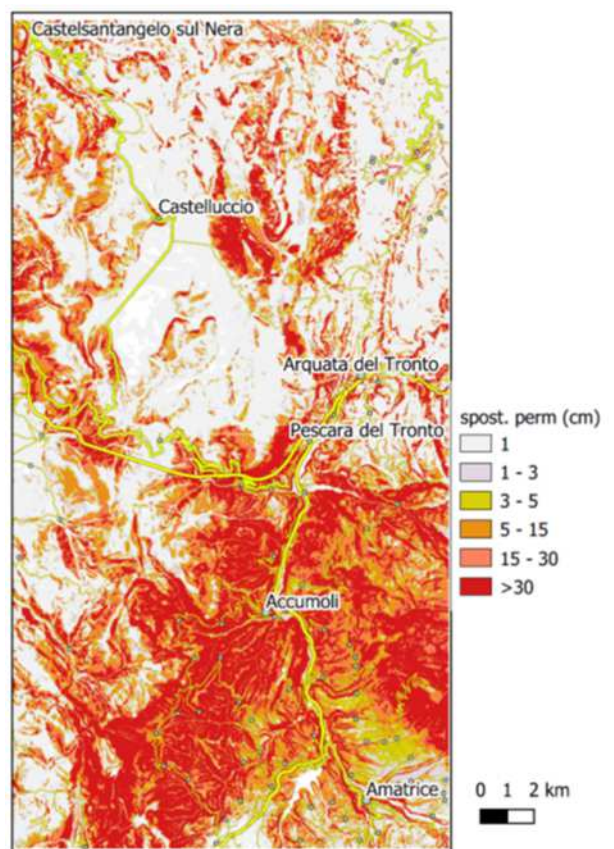 Castelsantangelo sul Nera
Castelluccio
Arquata del Tronto
Pescara del Tronto
Accumoli
Amatrice
spost. perm (cm)
1
1 - 3
3 - 5
5 - 15
15 - 30
>30
0 1 2 km